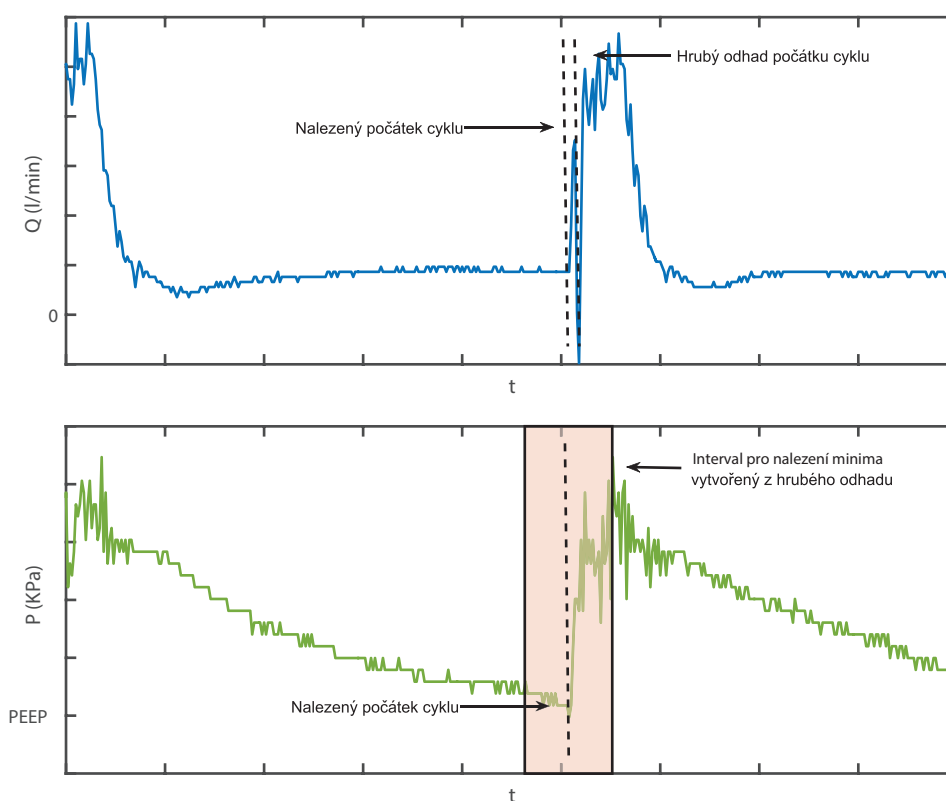 Hrubý odhad počátku cyklu
Nalezený počátek cyklu
Q (l/min)
0
t
Interval pro nalezení minima
vytvořený z hrubého odhadu
P (KPa)
Nalezený počátek cyklu
PEEP
t